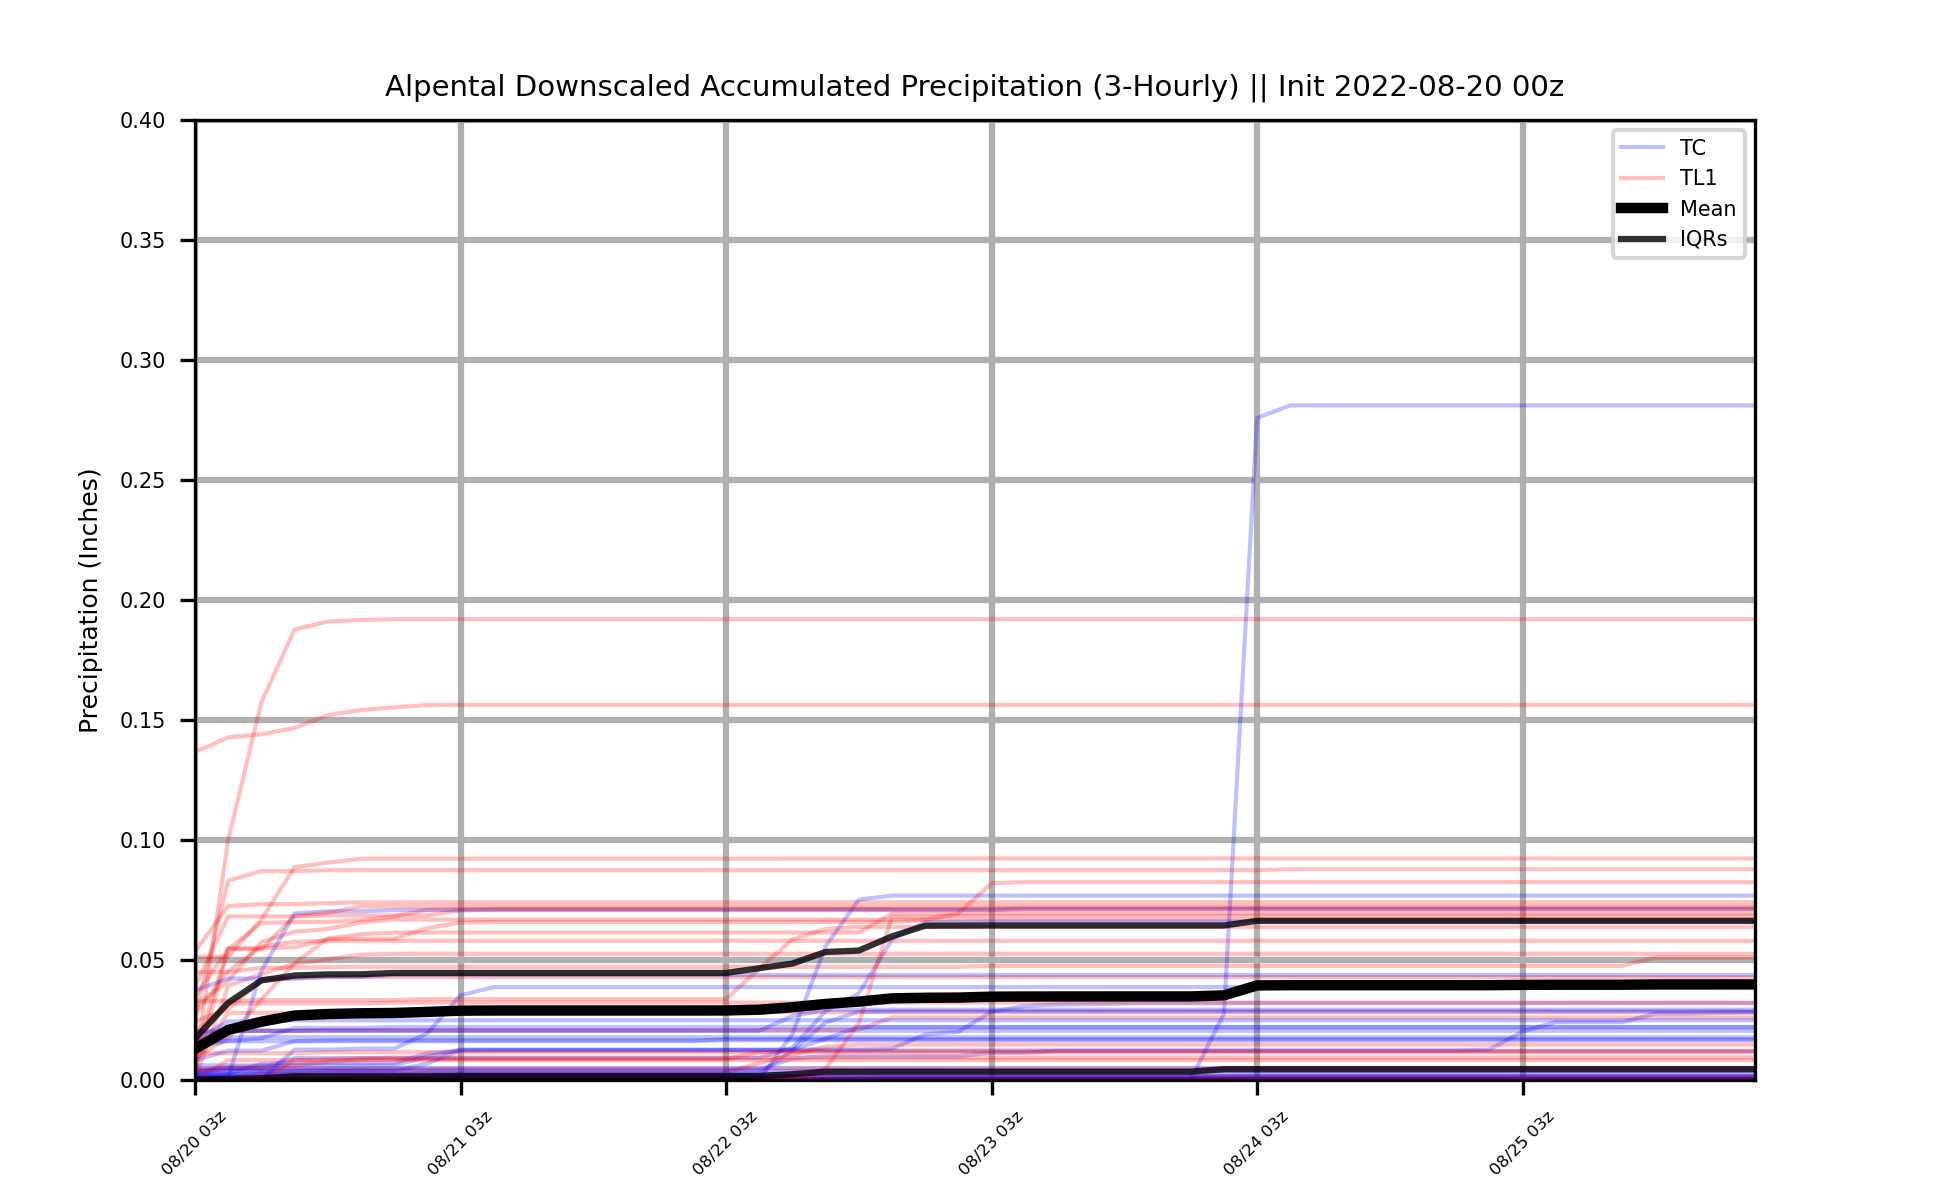 Alpental Downscaled Accumulated Precipitation (3-Hourly) || Init 2022-08-20 00z
TC
TL1
Mean
IQRs
Precipitation (Inches)
0.40
0.35
0.30
0.25
0.20
0.15
0.10
0.05
0.00
08/20 03z
08/21 03z
08/22 03z
08/23 03z
08/24 03z
08/25 03z